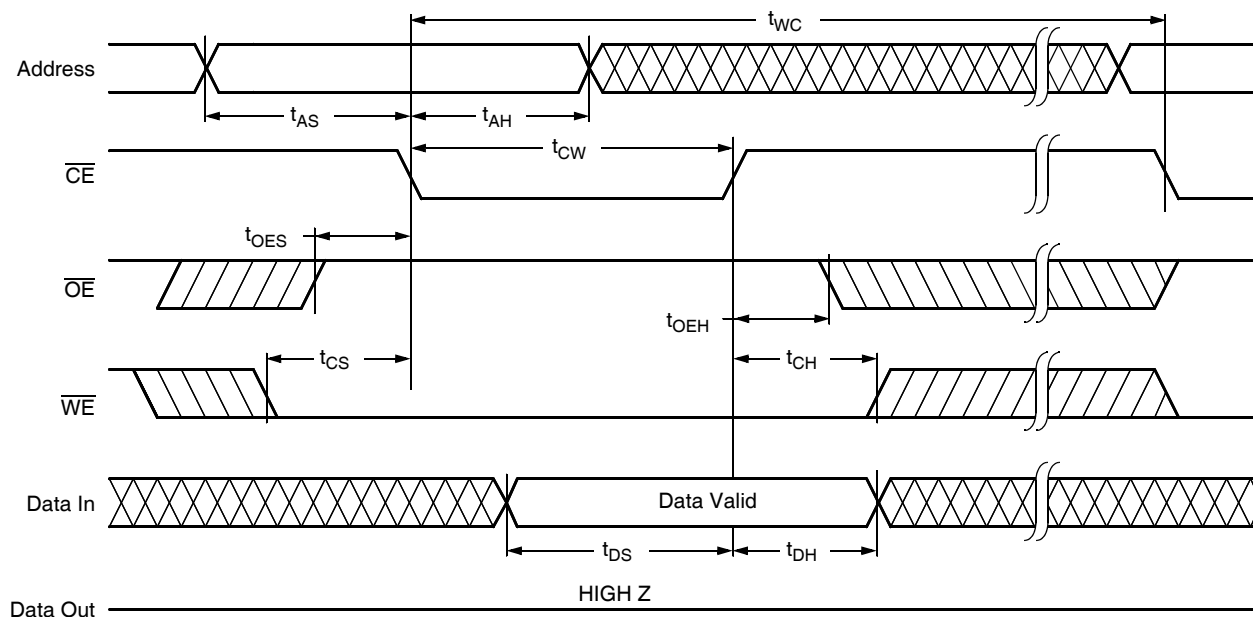 tWC
Address
tAS
tAH
tCW
CE
tOES
OE
tOEH
tCS
tCH
WE
Data In
Data Valid
tDS
tDH
HIGH Z
Data Out